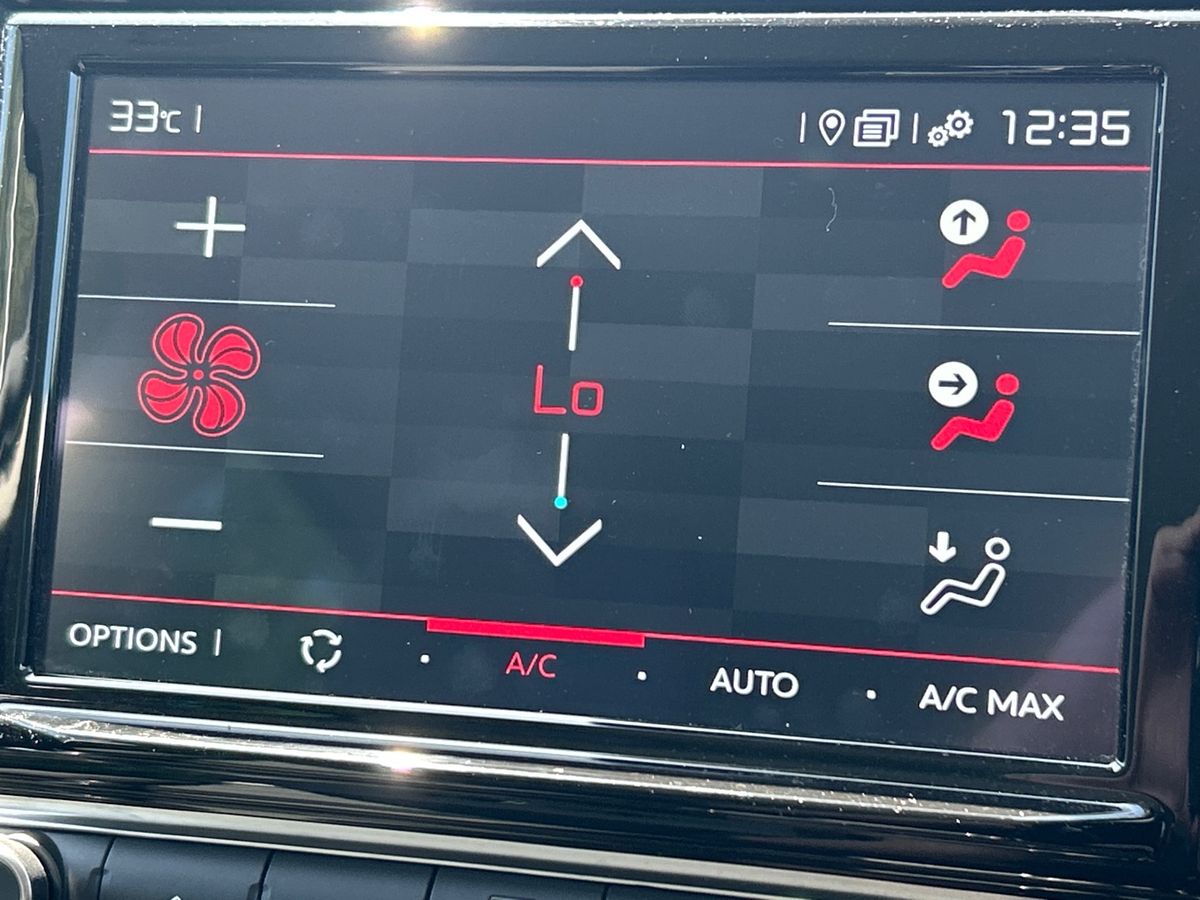 33°C
12:35
Lo
OPTIONS
A/C
AUTO
A/C MAX